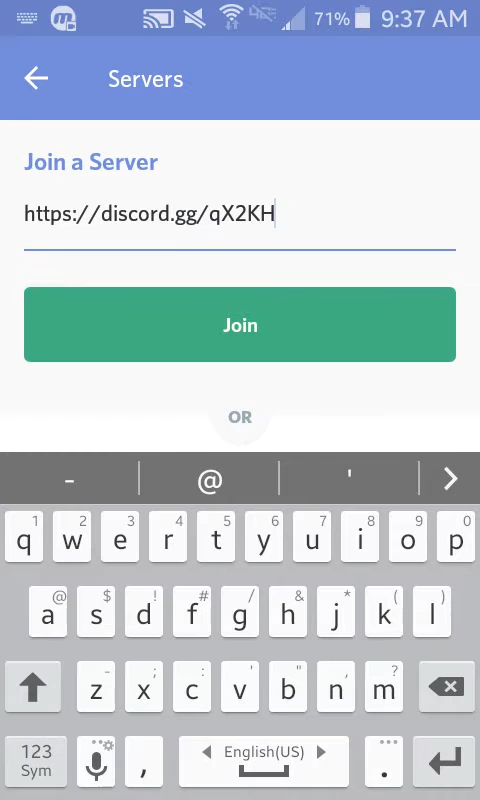 71% 9:37 AM
Servers
Join a Server
https://discord.gg/qX2KH
Join
OR
- @ '
1 2 3 4 5 6 7 8 9 0
q w e r t y u i o p
@ $ ! # / & * ( )
a s d f g h j k l
- ; : ' " , ?
z x c v b n m
123 Sym , English(US) .